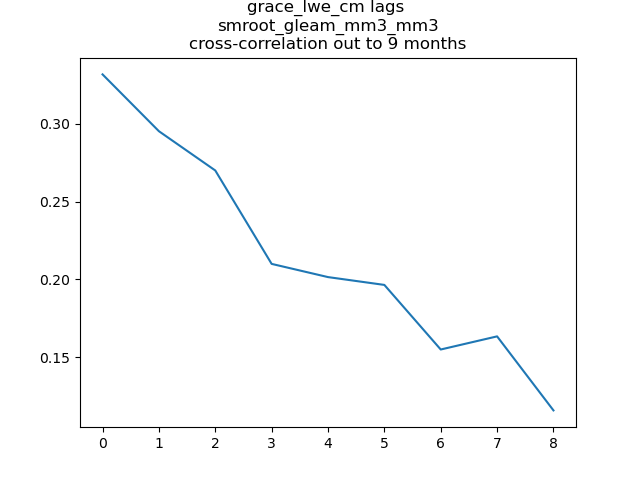 grace_lwe_cm lags
smroot_gleam_mm3_mm3
cross-correlation out to 9 months
0.30
0.25
0.20
0.15
0 1 2 3 4 5 6 7 8